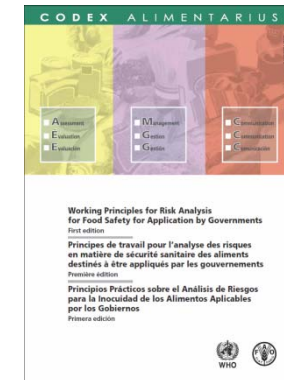 CODEX ALIMENTARIUS
Assessment
Evaluation
Evaluación
Management
Gestion
Gestión
Communication
Communication
Comunicación
Working Principles for Risk Analysis
for Food Safety for Application by Governments
First edition
Principes de travail pour l'analyse des risques
en matière de sécurité sanitaire des aliments
destinés à être appliqués par les gouvernements
Première édition
Principios Prácticos sobre el Análisis de Riesgos
para la Inocuidad de los Alimentos Aplicables
por los Gobiernos
Primera edición
WHO